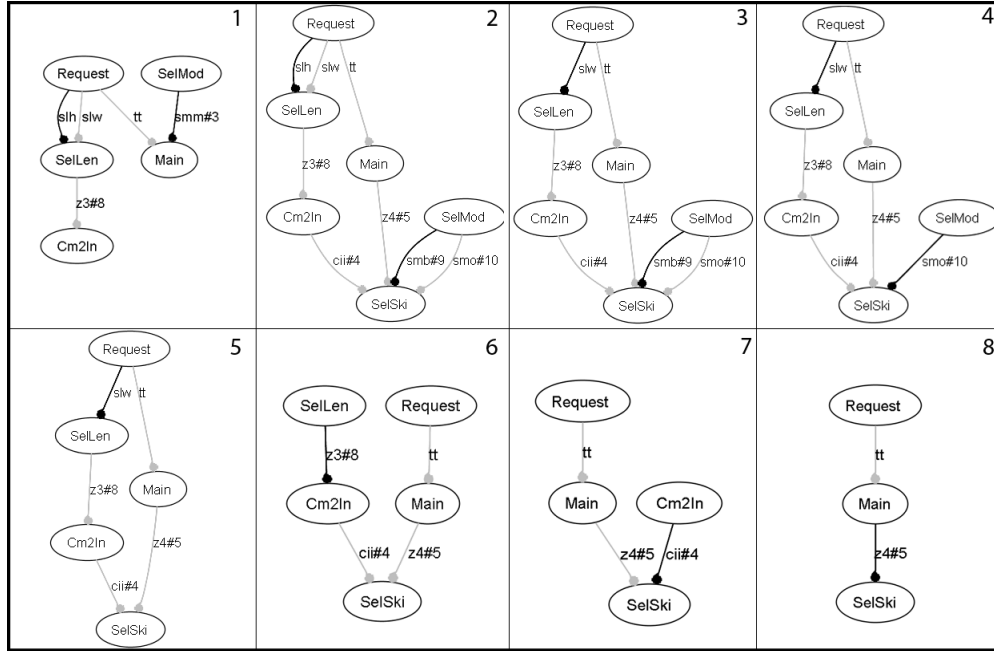 1
Request SelMod
slh slw tt smm#3
SelLen Main
z3#8
Cm2In
2
Request
slh slw tt
SelLen
z3#8 Main
Cm2In z4#5 SelMod
cii#4 smb#9 smo#10
SelSki
3
Request
slw tt
SelLen
z3#8 Main
Cm2In z4#5 SelMod
cii#4 smb#9 smo#10
SelSki
4
Request
slw tt
SelLen
z3#8 Main
Cm2In z4#5 SelMod
cii#4 smo#10
SelSki
5
Request
slw tt
SelLen
z3#8 Main
Cm2In z4#5
cii#4
SelSki
6
SelLen Request
z3#8 tt
Cm2In Main
cii#4 z4#5
SelSki
7
Request
tt
Main Cm2In
z4#5 cii#4
SelSki
8
Request
tt
Main
z4#5
SelSki